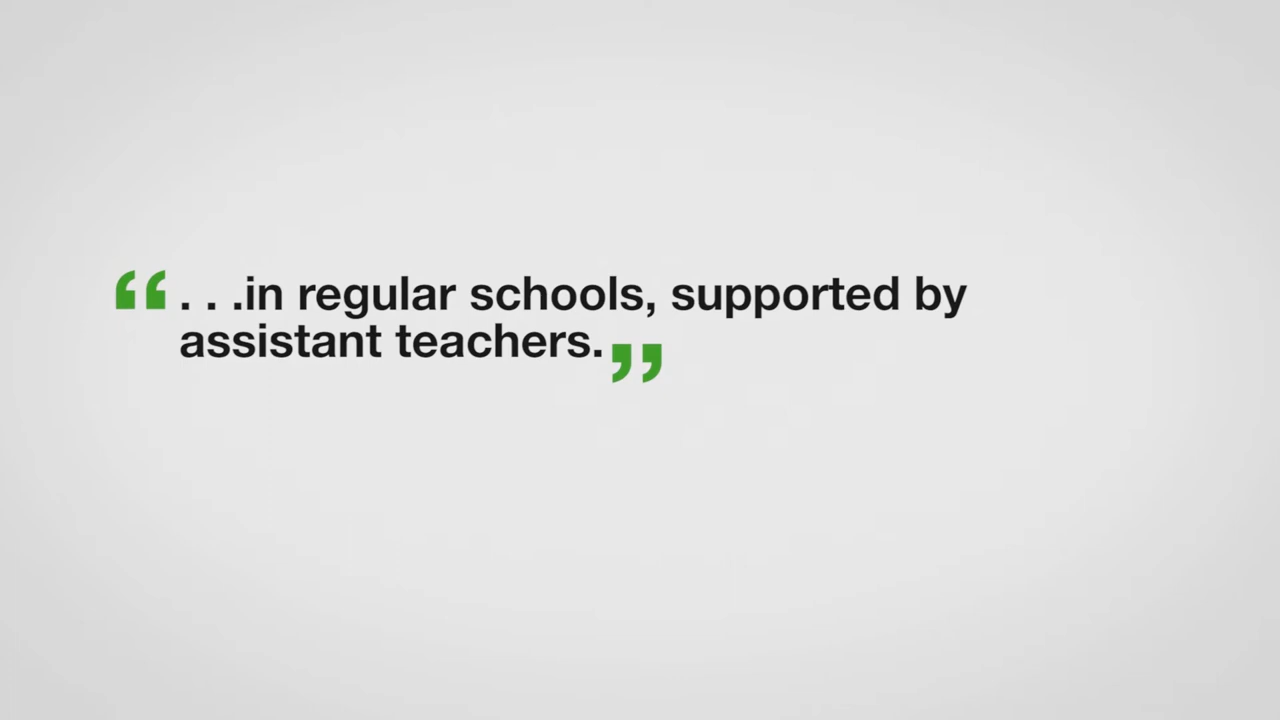 “. . .in regular schools, supported by
assistant teachers.”